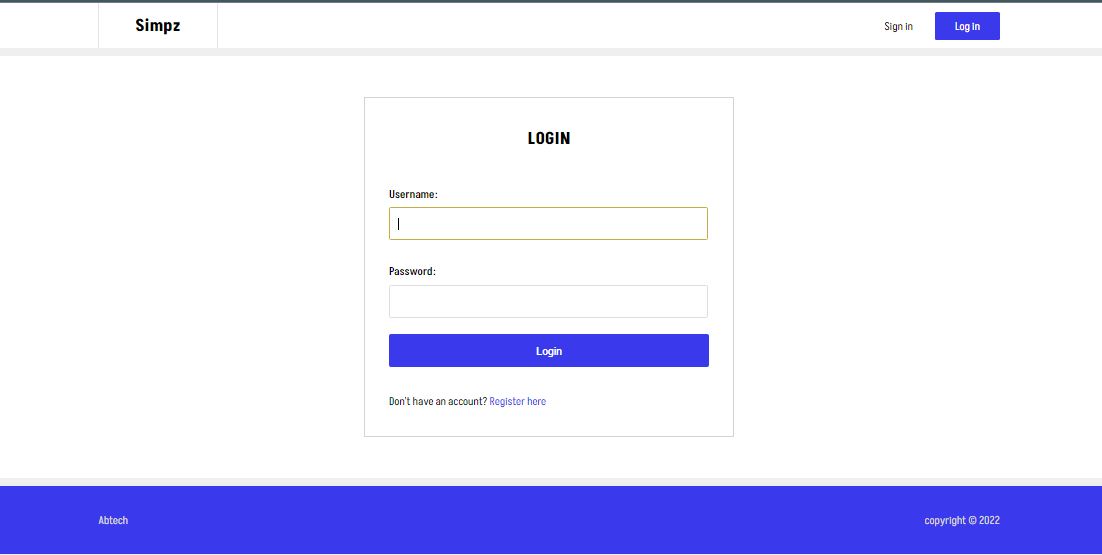 Simpz
Sign in
Log in
LOGIN
Username:
Password:
Login
Don't have an account? Register here
Abtech
copyright © 2022